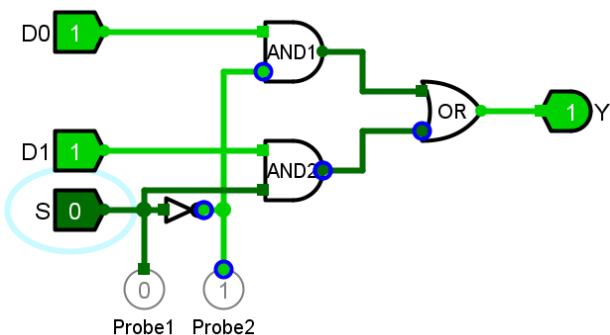 D0 1
AND1
OR
1 Y
D1 1
AND2
S 0
0 1
Probe1 Probe2